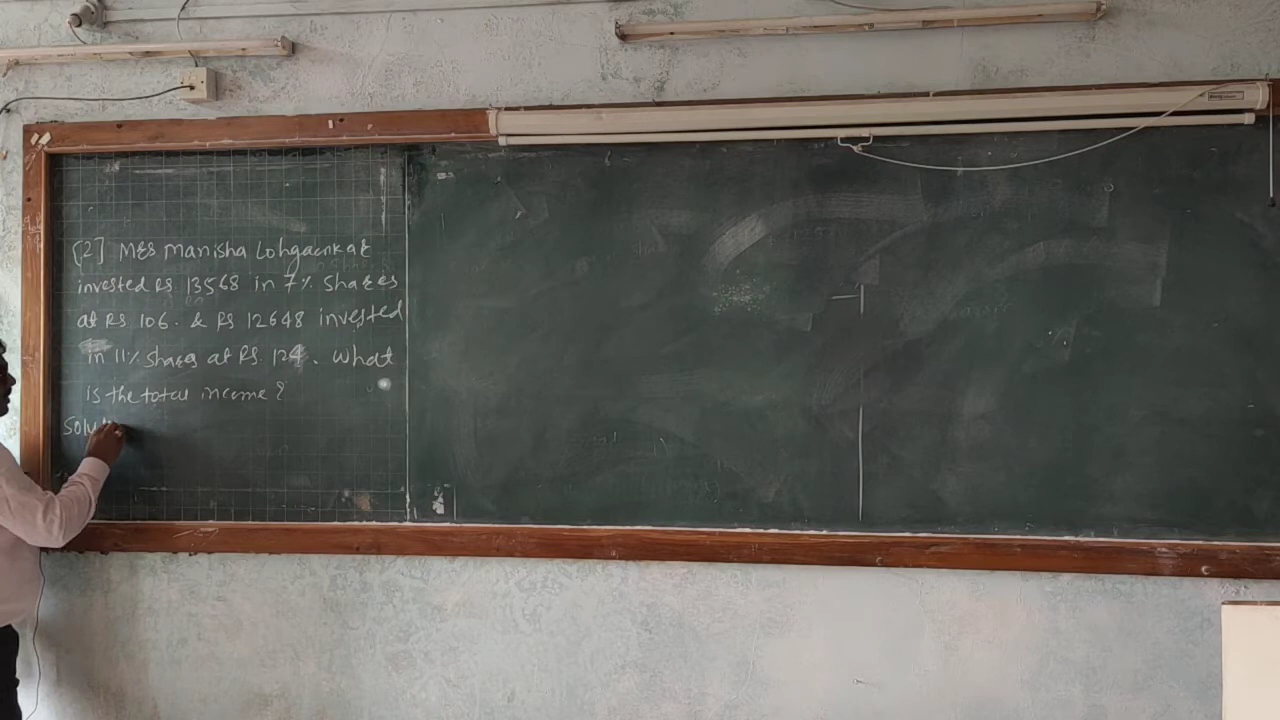 [2] Mrs Manisha Lohgaonkar
invested Rs 13568 in 7% shares
at Rs 106. & Rs 12648 invested
in 11% shares at Rs 124. What
is the total income?
Solu